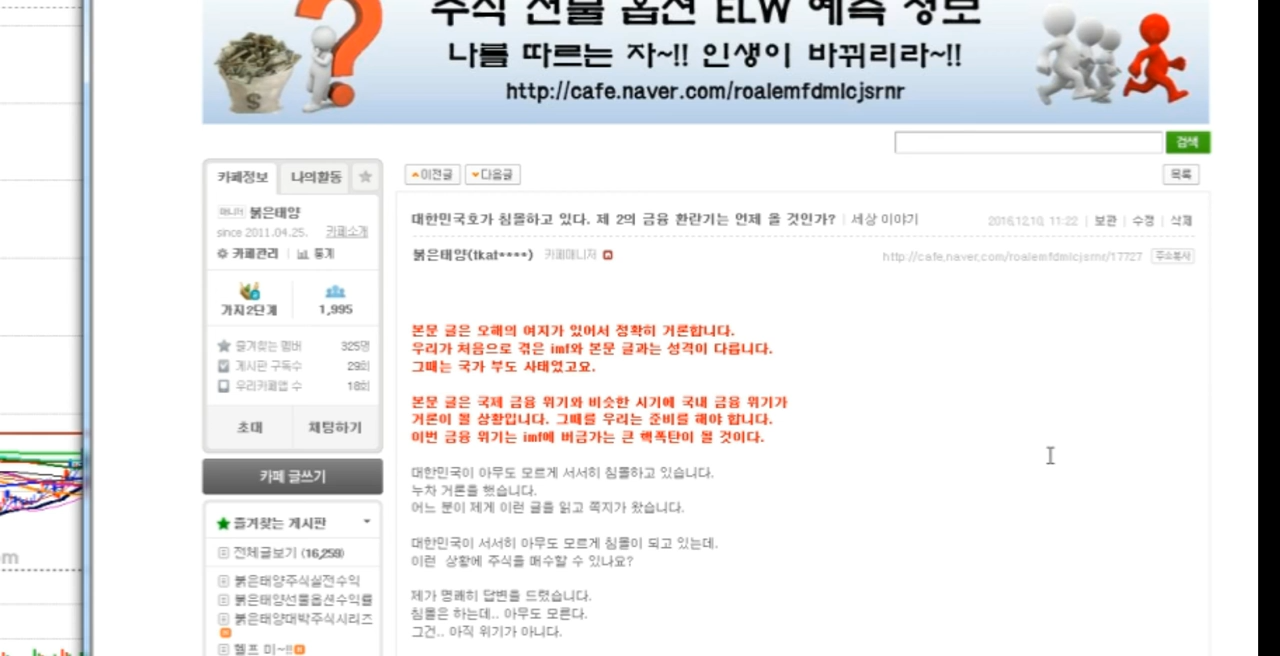 주식 선물 옵션 ELW 예측 정보
나를 따르는 자~!! 인생이 바뀌리라~!!
http://cafe.naver.com/roalemfdmlcjsrnr
검색
카페정보 나의활동
이전글 다음글 목록
매니저 붉은태양
since 2011.04.25. 카페소개
카페관리 통계
가지2단계 1,995
즐겨찾는 멤버 325명
게시판 구독수 29회
우리카페앱 수 18회
초대 채팅하기
카페 글쓰기
즐겨찾는 게시판
전체글보기 (16,259)
붉은태양주식실전수익
붉은태양선물옵션수익률
붉은태양대박주식시리즈
헬프 미~!!
대한민국호가 침몰하고 있다. 제 2의 금융 환란기는 언제 올 것인가? | 세상 이야기 2016.12.10. 11:22 | 보관 | 수정 | 삭제
붉은태양(tkat****) 카페매니저 http://cafe.naver.com/roalemfdmlcjsrnr/17727 주소복사
본문 글은 오해의 여지가 있어서 정확히 거론합니다.
우리가 처음으로 겪은 imf와 본문 글과는 성격이 다릅니다.
그때는 국가 부도 사태였고요.
본문 글은 국제 금융 위기와 비슷한 시기에 국내 금융 위기가
거론이 될 상황입니다. 그때를 우리는 준비를 해야 합니다.
이번 금융 위기는 imf에 버금가는 큰 핵폭탄이 될 것이다.
대한민국이 아무도 모르게 서서히 침몰하고 있습니다.
누차 거론을 했습니다.
어느 분이 제게 이런 글을 읽고 쪽지가 왔습니다.
대한민국이 서서히 아무도 모르게 침몰이 되고 있는데.
이런 상황에 주식을 매수할 수 있나요?
제가 명쾌히 답변을 드렸습니다.
침몰은 하는데.. 아무도 모른다.
그건.. 아직 위기가 아니다.